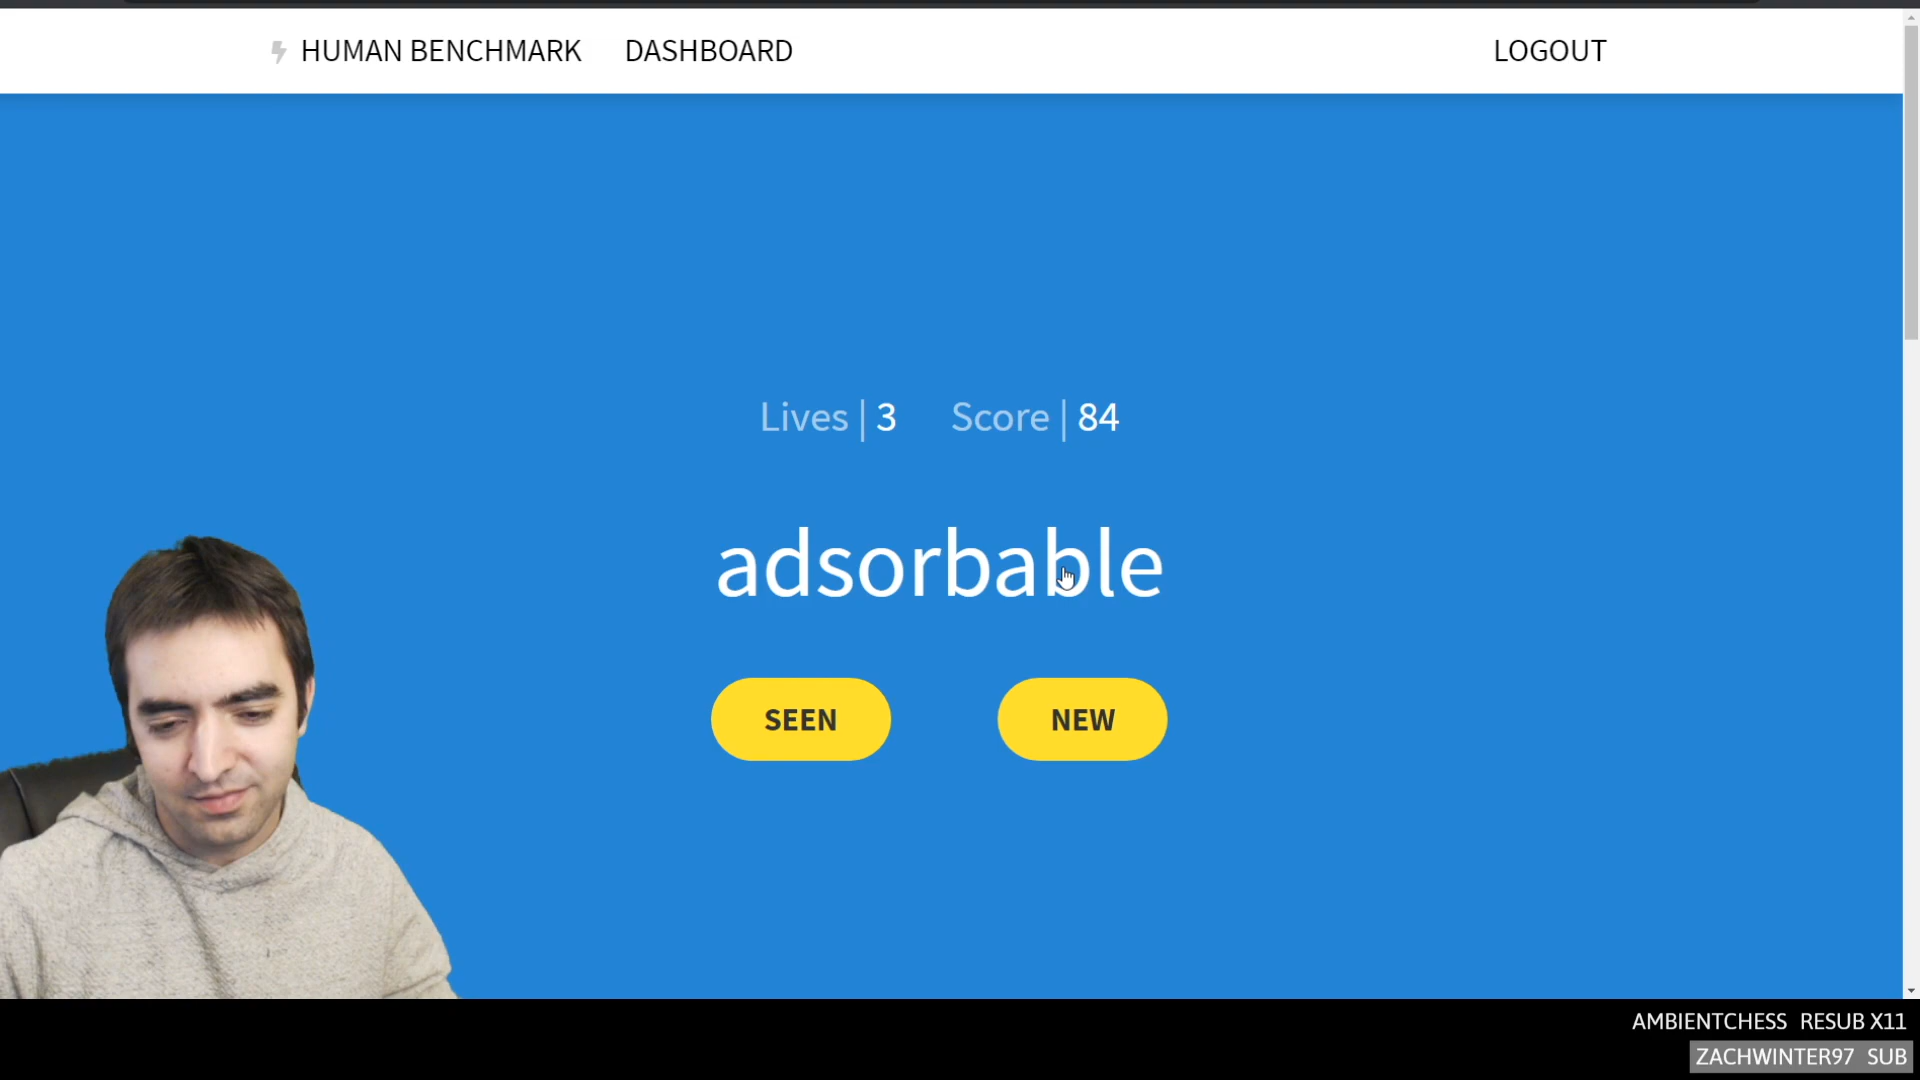 HUMAN BENCHMARK DASHBOARD LOGOUT
Lives | 3 Score | 84
adsorbable
SEEN NEW
AMBIENTCHESS RESUB X11
ZACHWINTER97 SUB